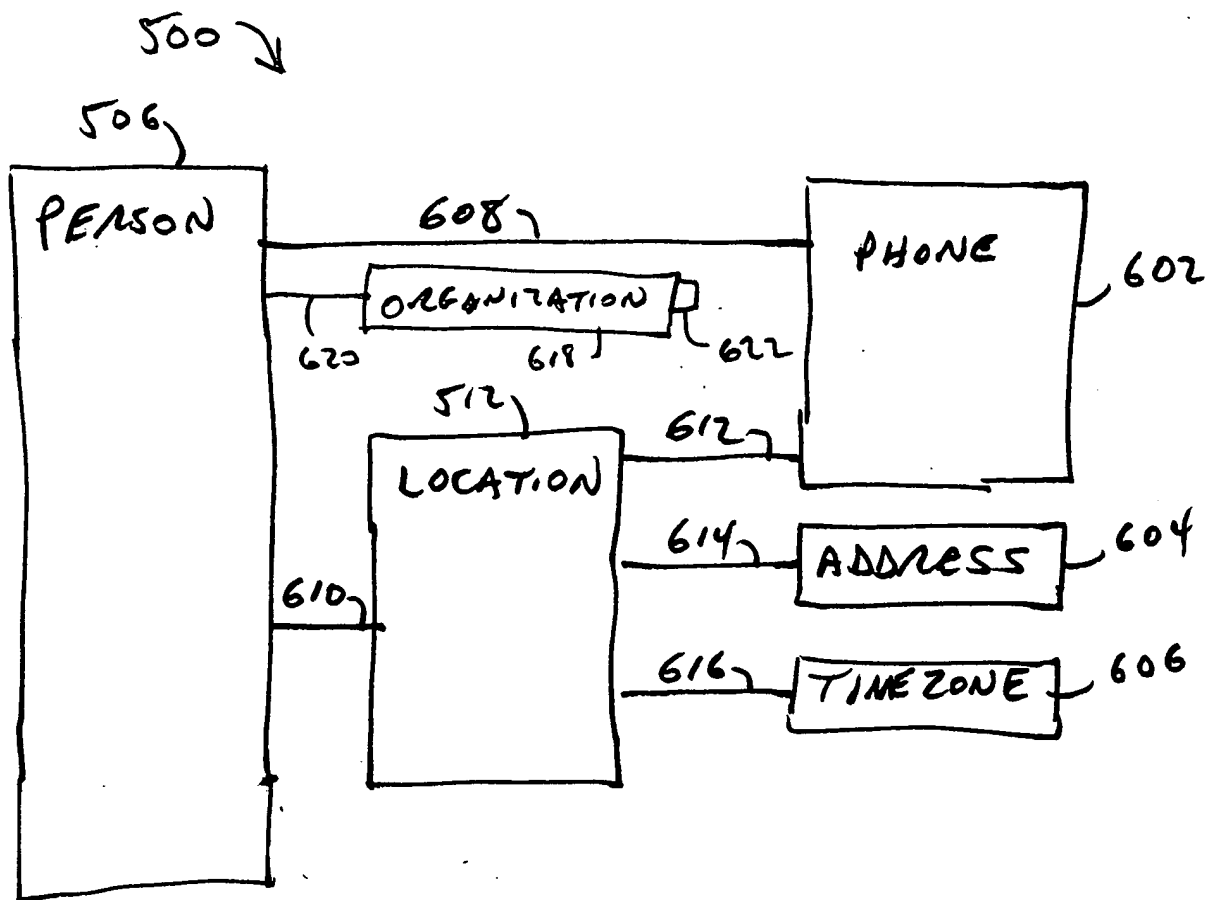 500
506
PERSON
608
PHONE
602
ORGANIZATION
620
618
622
512
LOCATION
612
614
ADDRESS
604
610
616
TIMEZONE
606